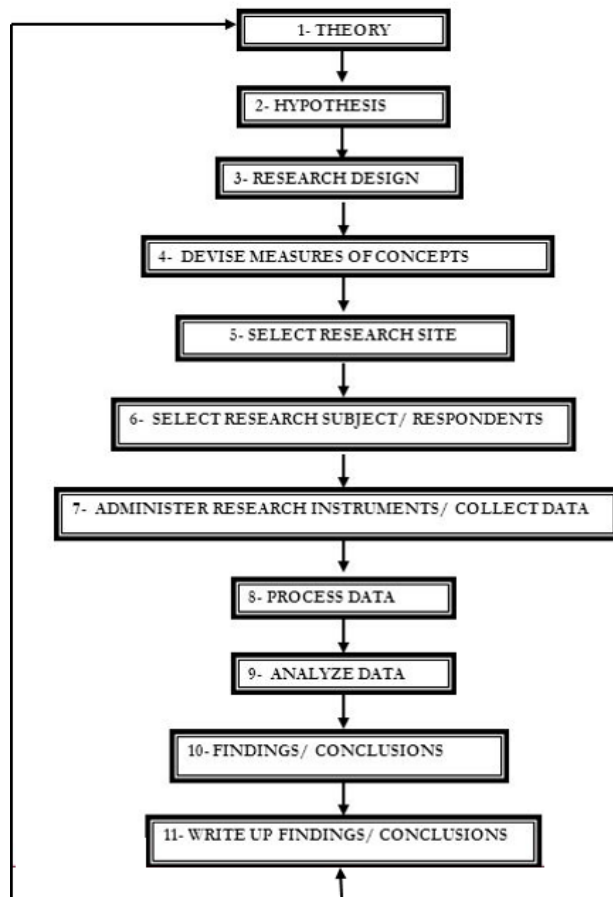 1- THEORY
2- HYPOTHESIS
3- RESEARCH DESIGN
4- DEVISE MEASURES OF CONCEPTS
5- SELECT RESEARCH SITE
6- SELECT RESEARCH SUBJECT/ RESPONDENTS
7- ADMINISTER RESEARCH INSTRUMENTS/ COLLECT DATA
8- PROCESS DATA
9- ANALYZE DATA
10- FINDINGS/ CONCLUSIONS
11- WRITE UP FINDINGS/ CONCLUSIONS